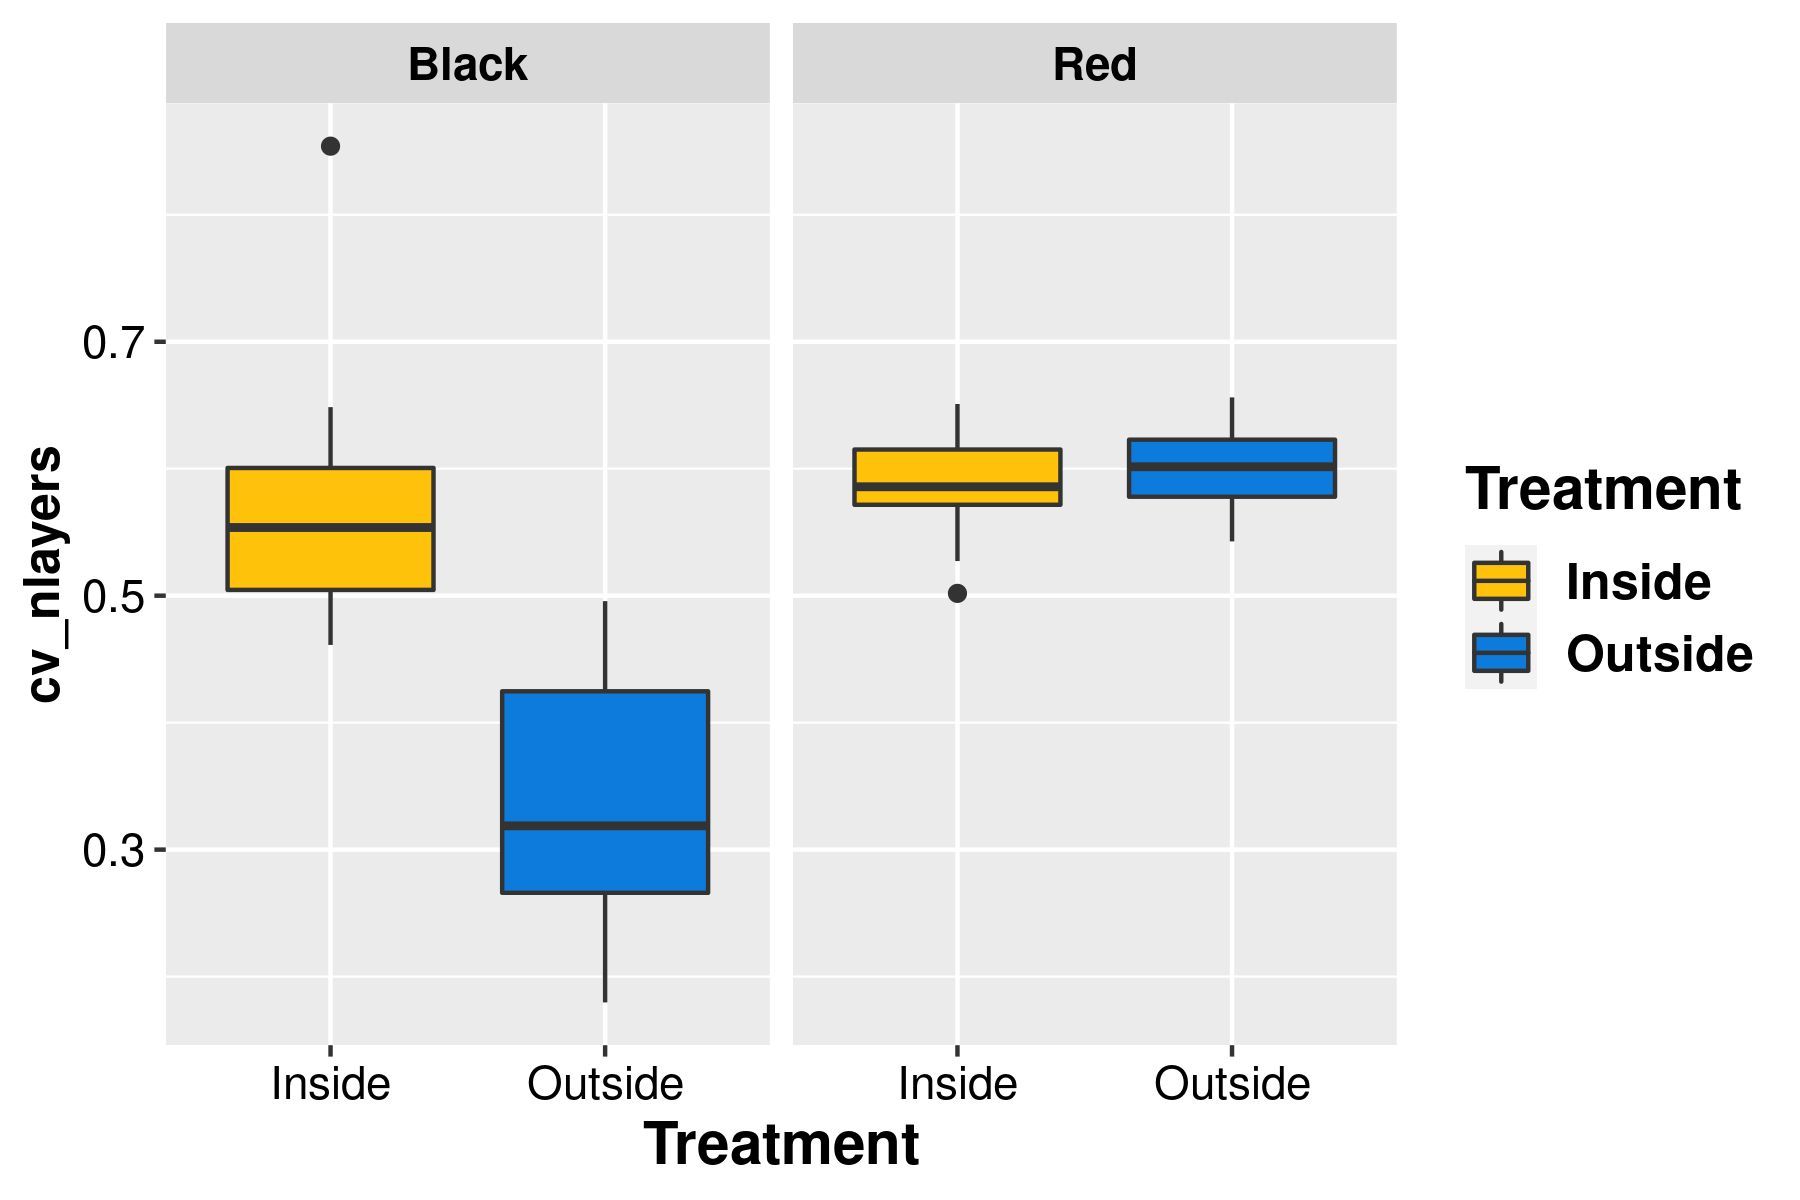 Black
Red
0.7
0.5
0.3
cv_nlayers
Inside
Outside
Inside
Outside
Treatment
Treatment
Inside
Outside